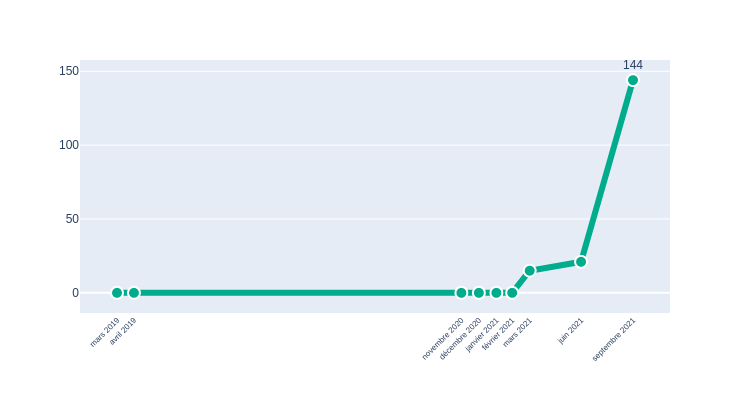 144
150
100
50
0
mars 2019
avril 2019
novembre 2020
décembre 2020
janvier 2021
février 2021
mars 2021
juin 2021
septembre 2021